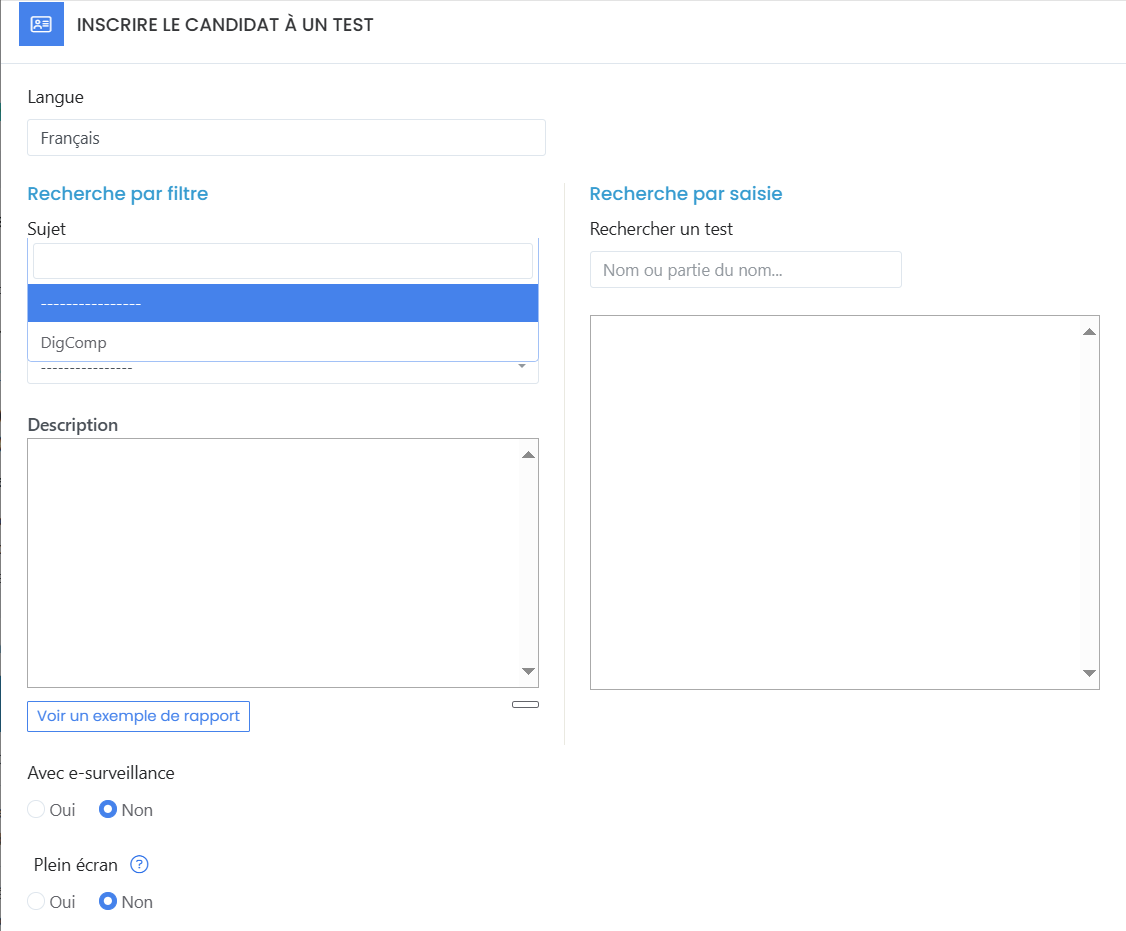 INSCRIRE LE CANDIDAT À UN TEST
Langue
Français
Recherche par filtre
Sujet
----------------
DigComp
----------------
Description
Voir un exemple de rapport
Recherche par saisie
Rechercher un test
Nom ou partie du nom...
Avec e-surveillance
Oui Non
Plein écran ?
Oui Non